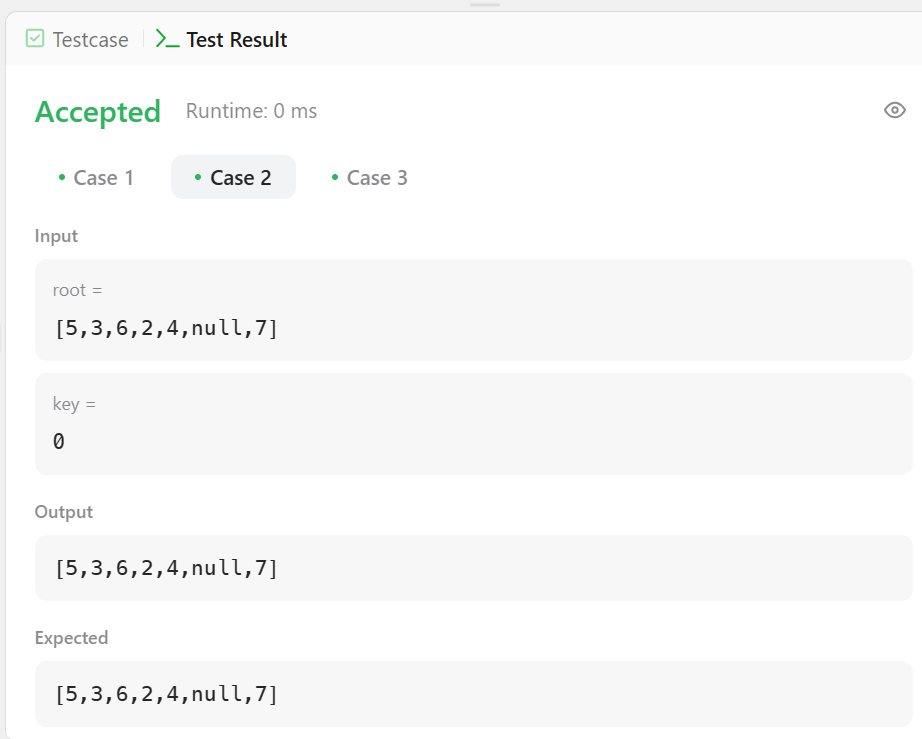 Testcase
Test Result
Accepted Runtime: 0 ms
Case 1 Case 2 Case 3
Input
root =
[5,3,6,2,4,null,7]
key =
0
Output
[5,3,6,2,4,null,7]
Expected
[5,3,6,2,4,null,7]